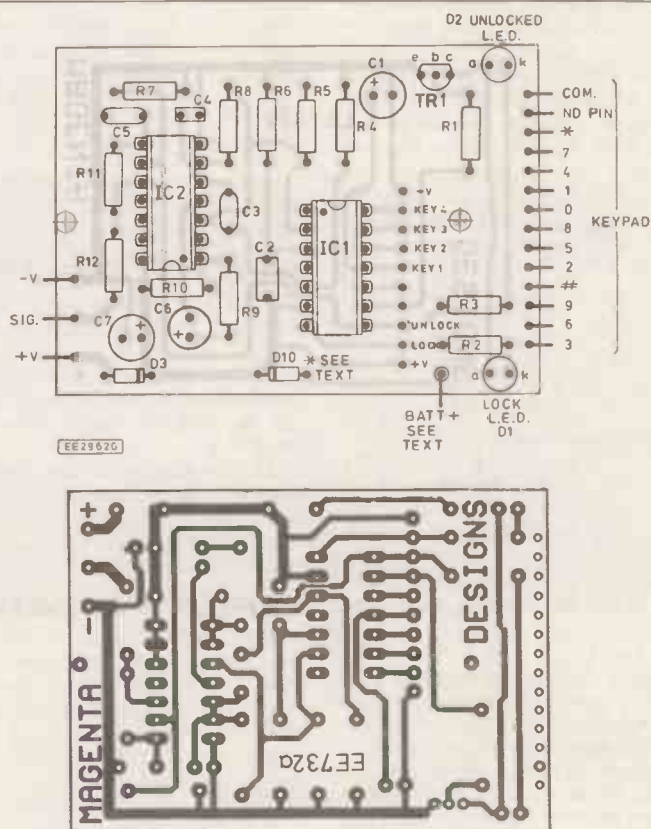 D2 UNLOCKED
L.E.D.
C1
e b c
a k
R7
R8
R6
R5
R4
TR1
R1
C4
C5
COM.
ND PIN
*
7
4
1
0
8
5
2
#
9
6
3
KEYPAD
R11
IC2
C3
IC1
+V
KEY 4
KEY 3
KEY 2
KEY 1
R12
C2
R10
R9
-V
SIG.
+V
C7
C6
R3
UNLOCK
R2
+V
D3
D10
* SEE
TEXT
a k
BATT +
SEE
TEXT
LOCK
L.E.D.
D1
EE2962G
+
-
MAGENTA
DESIGNS
EE732a